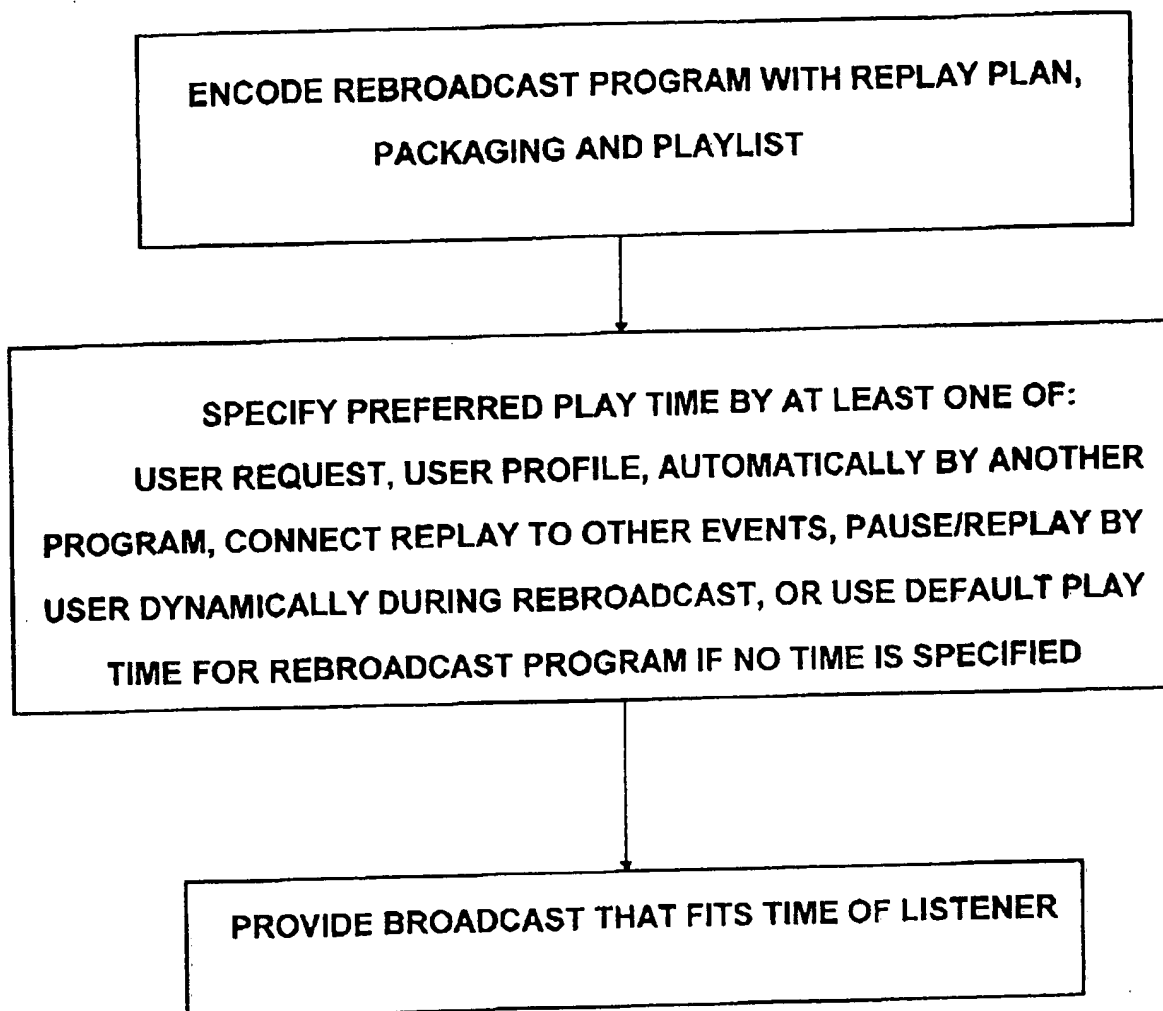 ENCODE REBROADCAST PROGRAM WITH REPLAY PLAN,
PACKAGING AND PLAYLIST
SPECIFY PREFERRED PLAY TIME BY AT LEAST ONE OF:
USER REQUEST, USER PROFILE, AUTOMATICALLY BY ANOTHER
PROGRAM, CONNECT REPLAY TO OTHER EVENTS, PAUSE/REPLAY BY
USER DYNAMICALLY DURING REBROADCAST, OR USE DEFAULT PLAY
TIME FOR REBROADCAST PROGRAM IF NO TIME IS SPECIFIED
PROVIDE BROADCAST THAT FITS TIME OF LISTENER